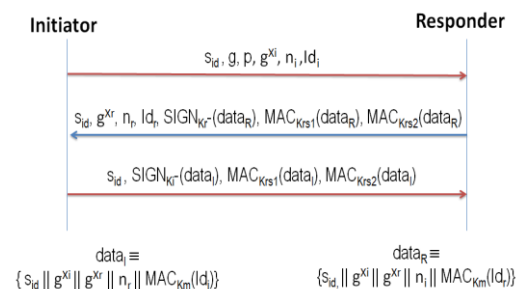 Initiator
Responder
s_id, g, p, g^Xi, n_i, Id_i
s_id, g^Xr, n_r, Id_r, SIGN_Kr-(data_R), MAC_Krs1(data_R), MAC_Krs2(data_R)
s_id, SIGN_Ki-(data_I), MAC_Krs1(data_I), MAC_Krs2(data_I)
data_I ≡
{ s_id || g^Xi || g^Xr || n_r || MAC_Km(Id_i)}
data_R ≡
{s_id, || g^Xi || g^Xr || n_i || MAC_Km(Id_r)}